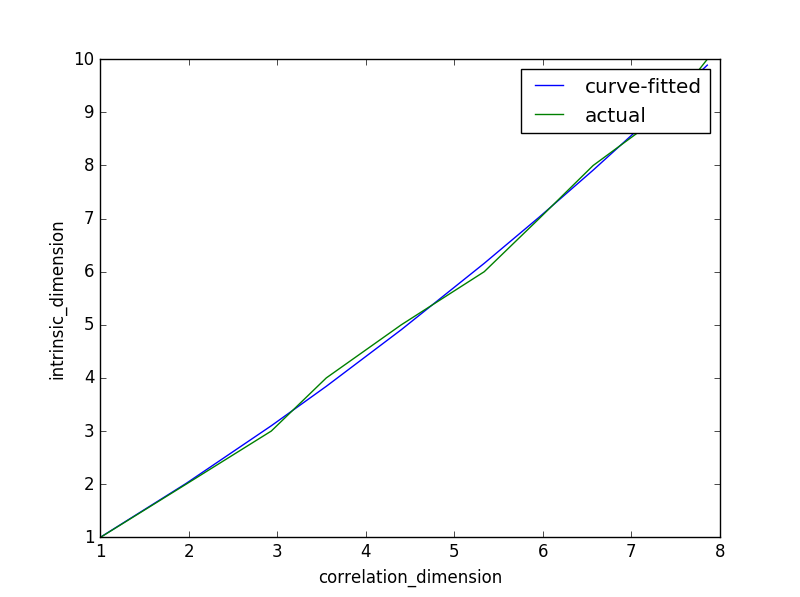 10
9
8
7
6
5
4
3
2
1
intrinsic_dimension
curve-fitted
actual
1 2 3 4 5 6 7 8
correlation_dimension